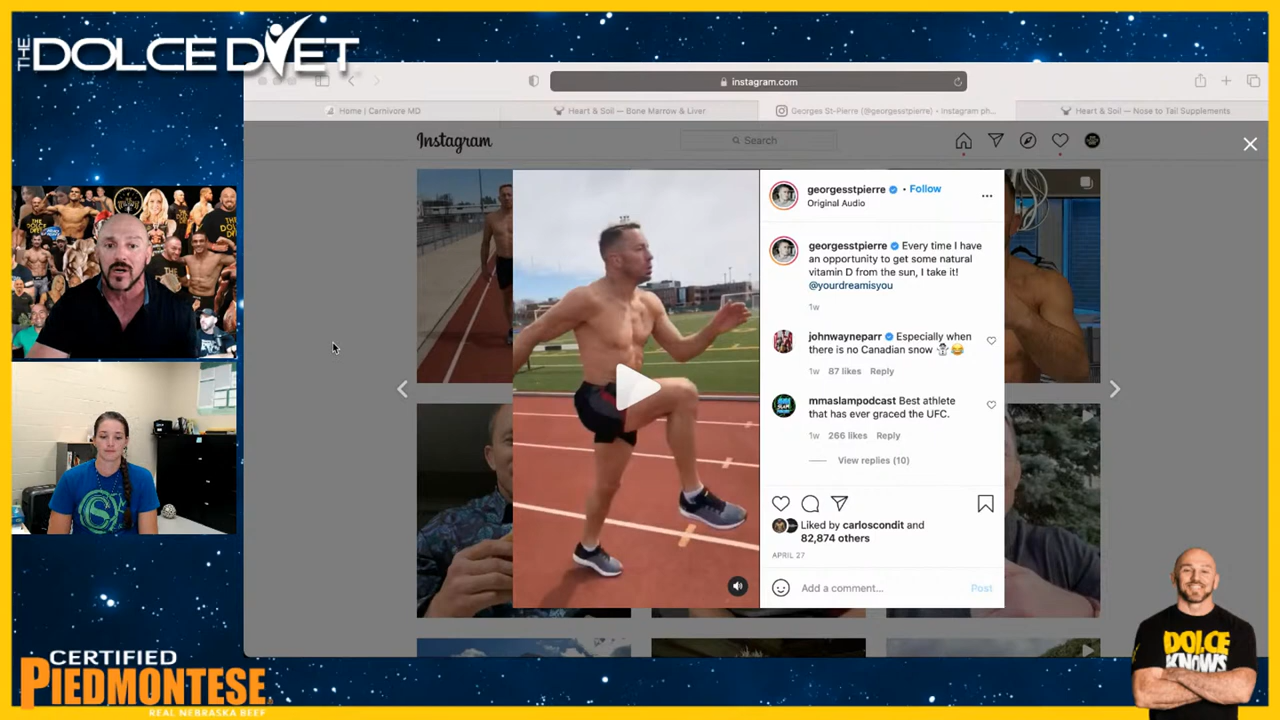 THE
DOLCE DIET
instagram.com
Home | Carnivore MD
Heart & Soil — Bone Marrow & Liver
Georges St-Pierre (@georgesstpierre) • Instagram ph...
Heart & Soil — Nose to Tail Supplements
Instagram
Search
georgesstpierre • Follow
Original Audio
georgesstpierre Every time I have
an opportunity to get some natural
vitamin D from the sun, I take it!
@yourdreamisyou
1w
johnwayneparr Especially when
there is no Canadian snow ☃️😂
1w 87 likes Reply
mmaslampodcast Best athlete
that has ever graced the UFC.
1w 266 likes Reply
View replies (10)
Liked by carloscondit and
82,874 others
APRIL 27
Add a comment... Post
CERTIFIED
PIEDMONTESE
REAL NEBRASKA BEEF
DOLCE
KNOWS